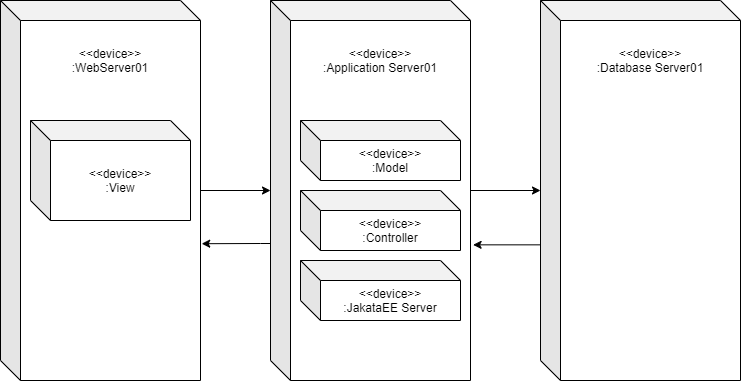 <<device>>
:WebServer01
<<device>>
:View
<<device>>
:Application Server01
<<device>>
:Model
<<device>>
:Controller
<<device>>
:JakataEE Server
<<device>>
:Database Server01